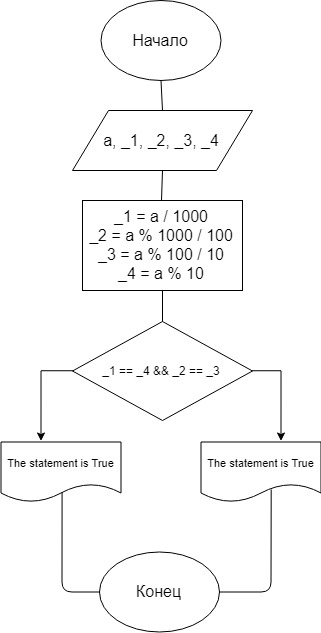 Начало
a, _1, _2, _3, _4
_1 = a / 1000
_2 = a % 1000 / 100
_3 = a % 100 / 10
_4 = a % 10
_1 == _4 && _2 == _3
The statement is True
The statement is True
Конец